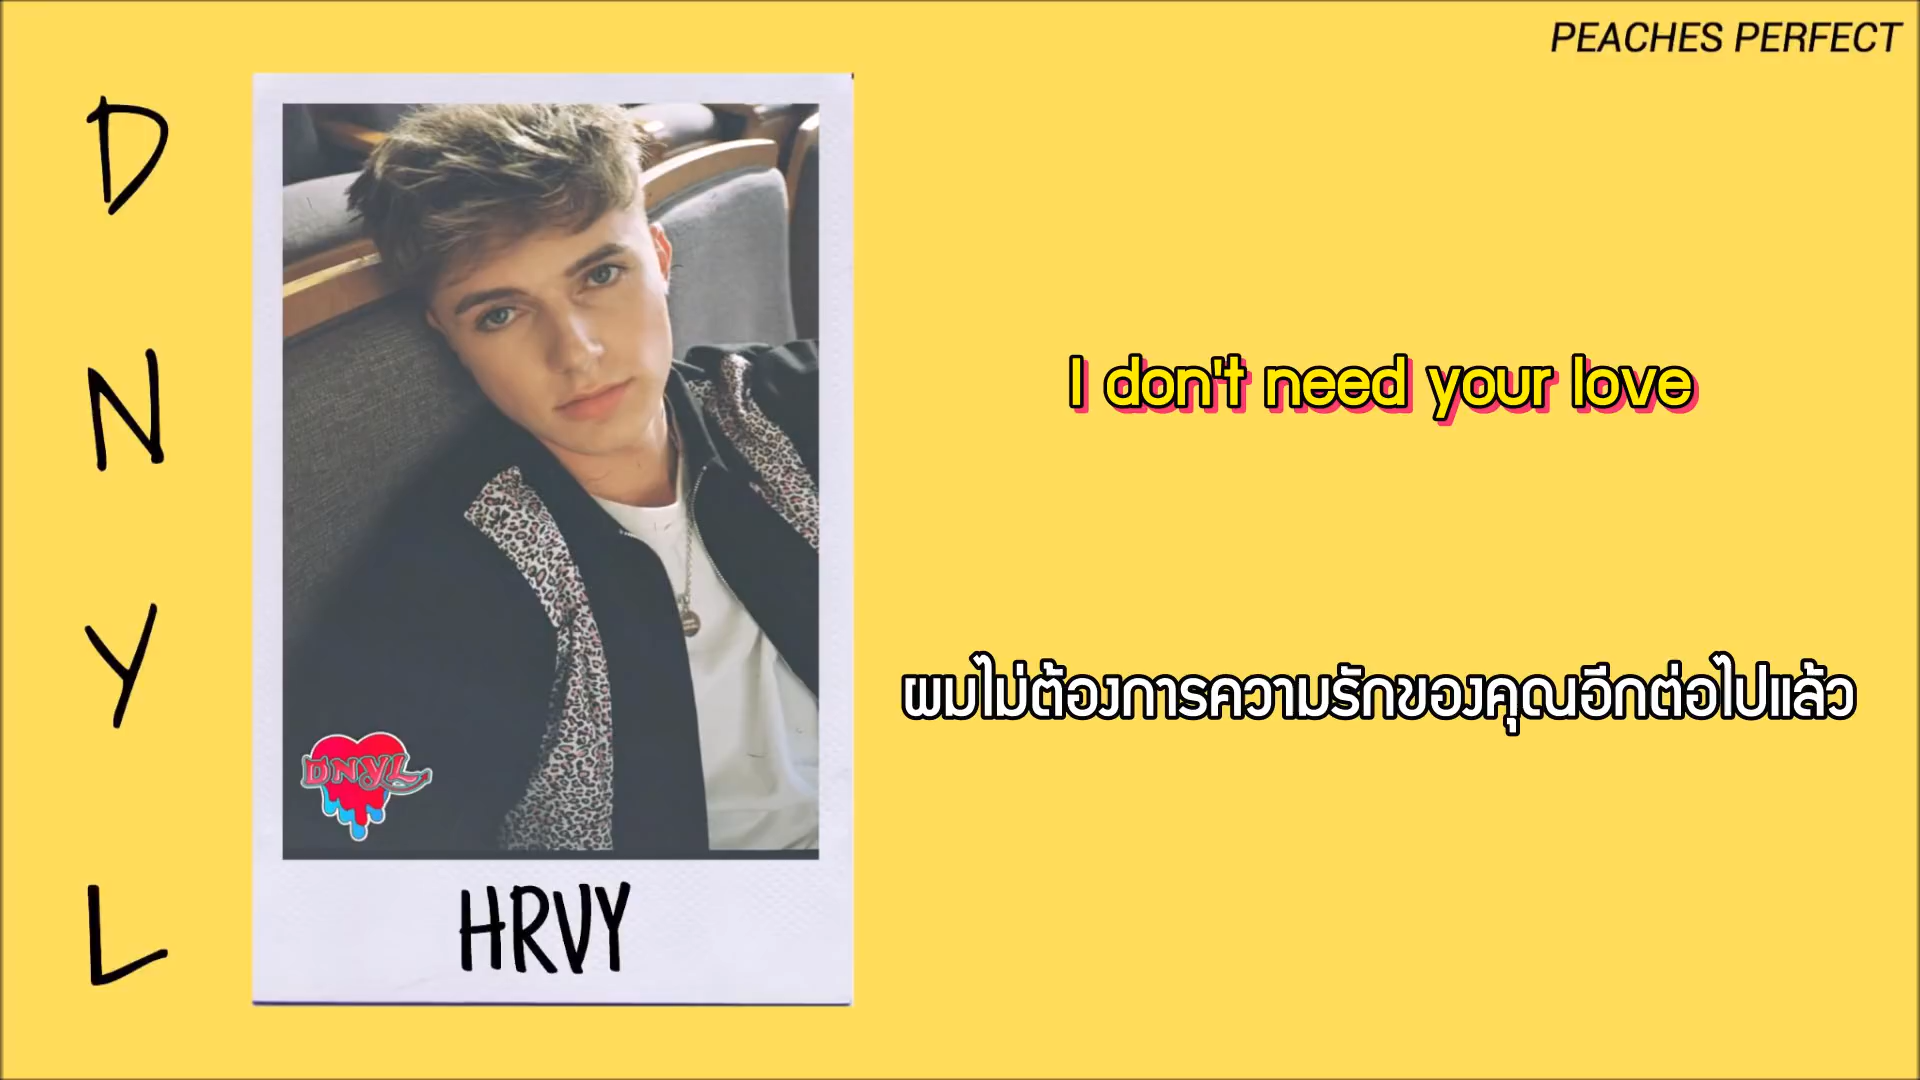 PEACHES PERFECT
D
N
Y
L
I don't need your love
ผมไม่ต้องการความรักของคุณอีกต่อไปแล้ว
DNYL
HRVY